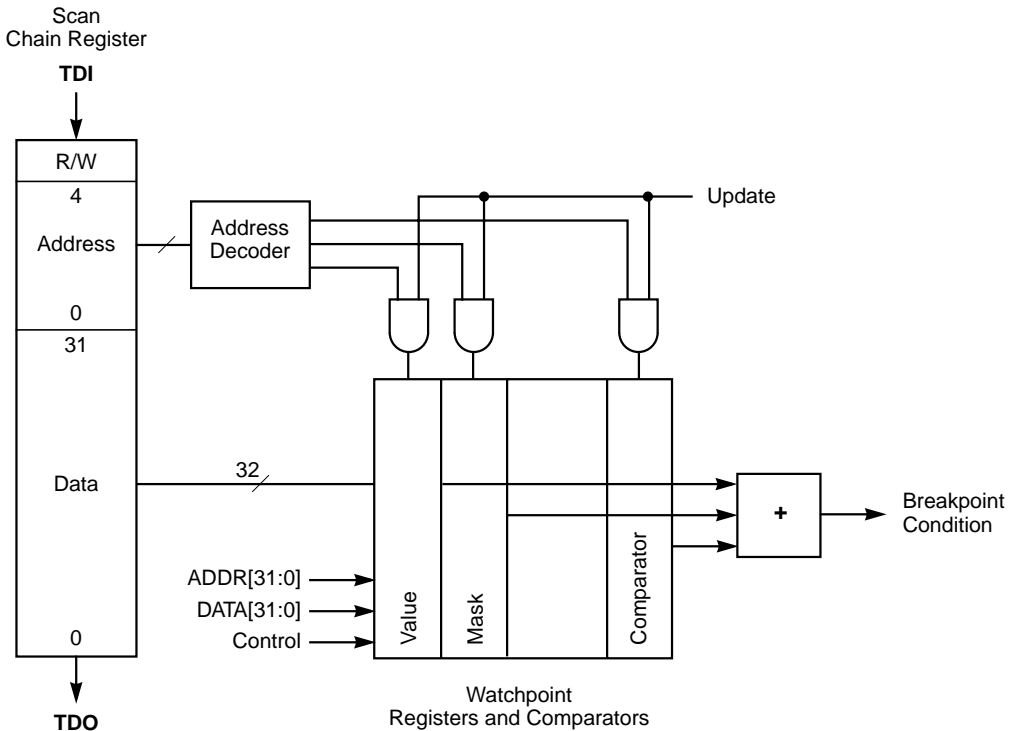 Scan
Chain Register
TDI
R/W
4
Address
0
31
Data
0
TDO
Address
Decoder
Update
32
ADDR[31:0]
DATA[31:0]
Control
Value
Mask
Comparator
+
Breakpoint
Condition
Watchpoint
Registers and Comparators